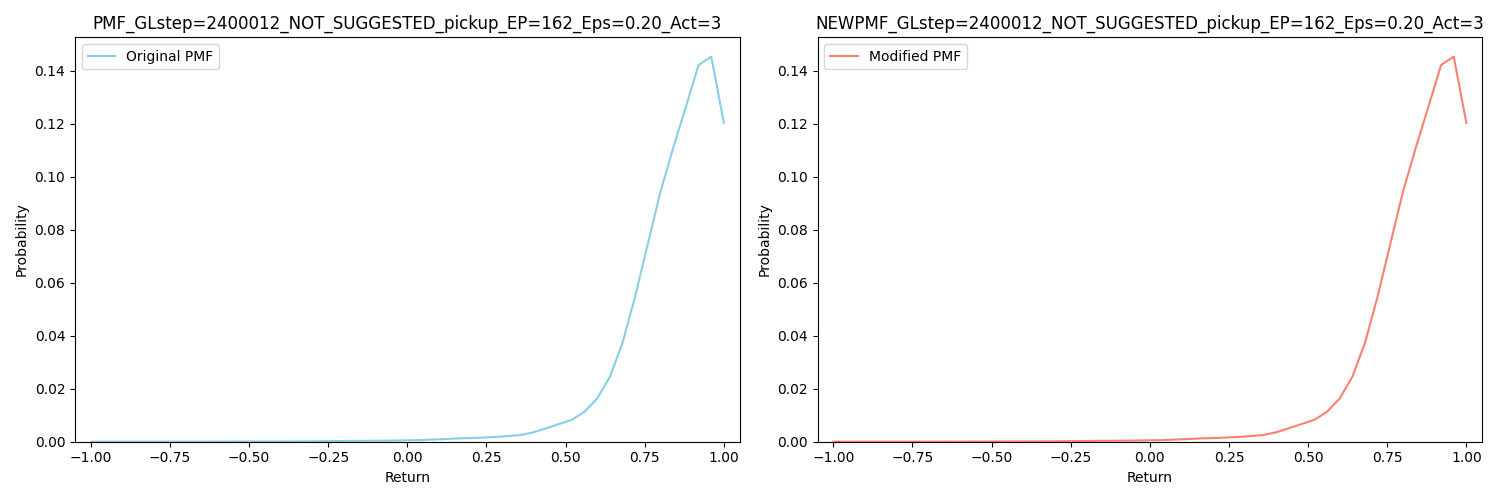 PMF_GLstep=2400012_NOT_SUGGESTED_pickup_EP=162_Eps=0.20_Act=3
Original PMF
Probability
0.14
0.12
0.10
0.08
0.06
0.04
0.02
0.00
−1.00 −0.75 −0.50 −0.25 0.00 0.25 0.50 0.75 1.00
Return
NEWPMF_GLstep=2400012_NOT_SUGGESTED_pickup_EP=162_Eps=0.20_Act=3
Modified PMF
Probability
0.14
0.12
0.10
0.08
0.06
0.04
0.02
0.00
−1.00 −0.75 −0.50 −0.25 0.00 0.25 0.50 0.75 1.00
Return